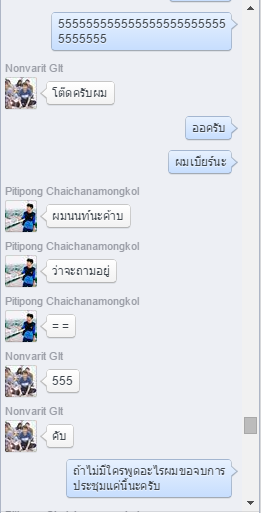 55555555555555555555555555
5555555
Nonvarit Glt
โต๊ดครับผม
ออครับ
ผมเบียร์นะ
Pitipong Chaichanamongkol
ผมนนท์นะค้าบ
Pitipong Chaichanamongkol
ว่าจะถามอยู่
Pitipong Chaichanamongkol
= =
Nonvarit Glt
555
Nonvarit Glt
คับ
ถ้าไม่มีใครพูดอะไรผมขอจบการ
ประชุมแค่นี้นะครับ